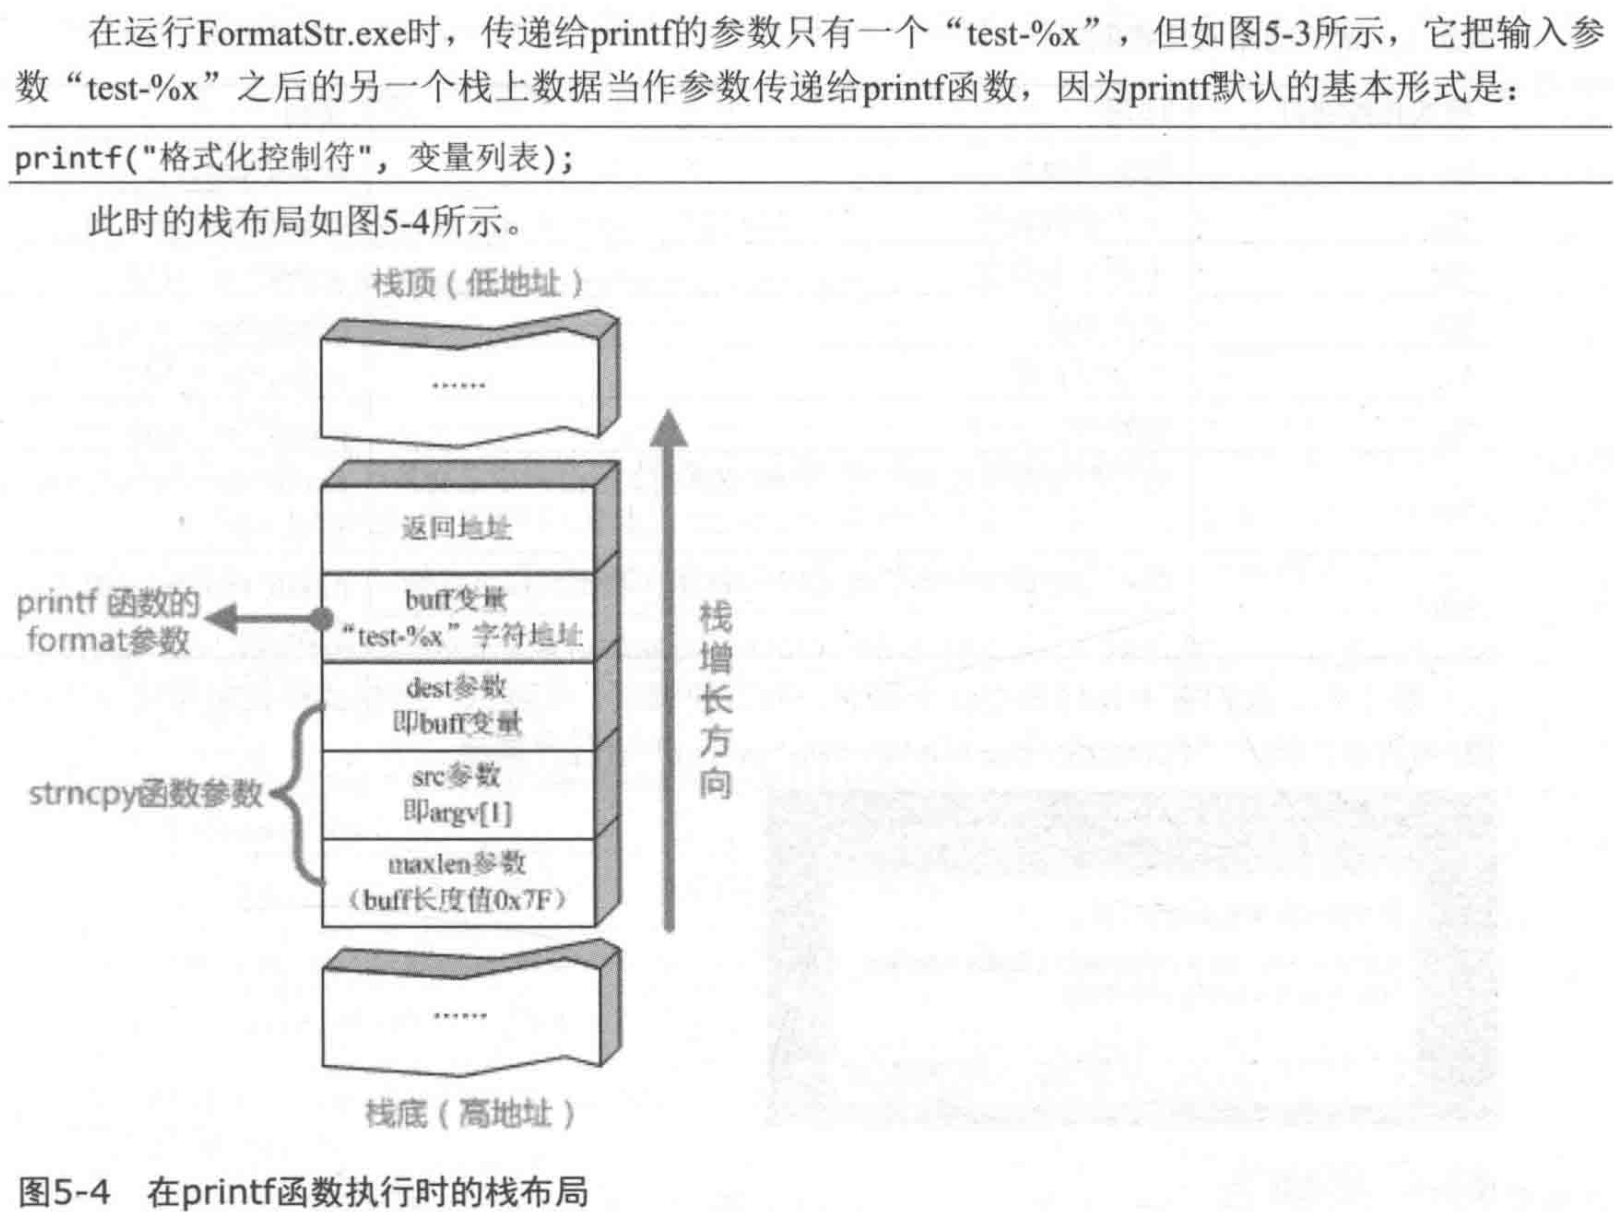 在运行FormatStr.exe时，传递给printf的参数只有一个“test-%x”，但如图5-3所示，它把输入参
数“test-%x”之后的另一个栈上数据当作参数传递给printf函数，因为printf默认的基本形式是：
printf("格式化控制符", 变量列表);
此时的栈布局如图5-4所示。
栈顶（低地址）
……
返回地址
printf 函数的
format参数
buff变量
“test-%x”字符地址
dest参数
即buff变量
strncpy函数参数
src参数
即argv[1]
maxlen参数
（buff长度值0x7F）
栈增长方向
……
栈底（高地址）
图5-4 在printf函数执行时的栈布局